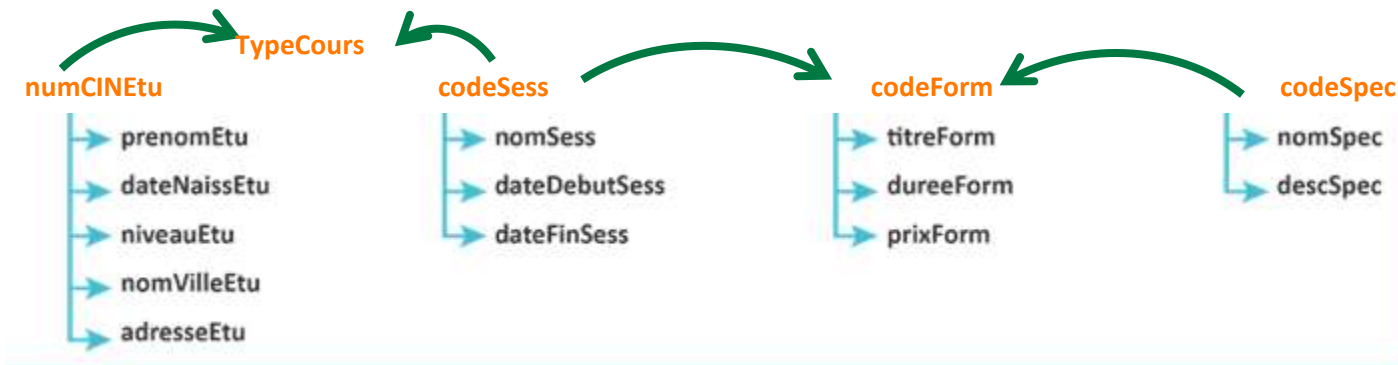 TypeCours
numCINEtu
prenomEtu
dateNaissEtu
niveauEtu
nomVilleEtu
adresseEtu
codeSess
nomSess
dateDebutSess
dateFinSess
codeForm
titreForm
dureeForm
prixForm
codeSpec
nomSpec
descSpec